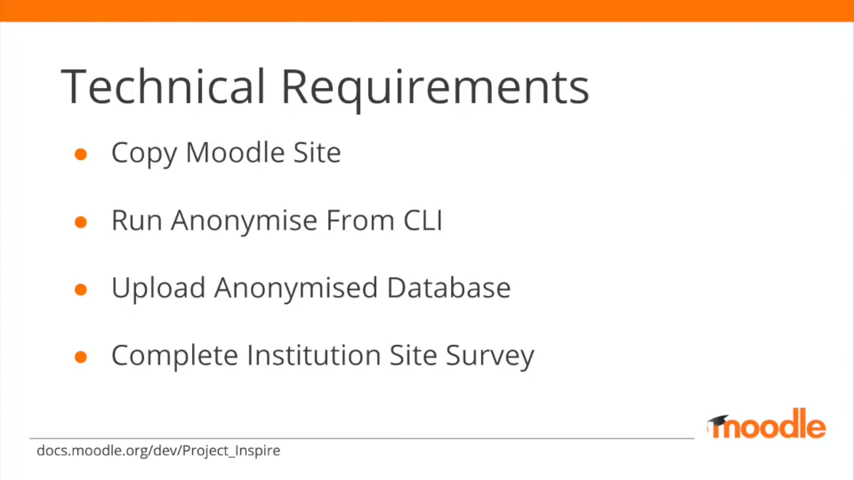 Technical Requirements
Copy Moodle Site
Run Anonymise From CLI
Upload Anonymised Database
Complete Institution Site Survey
moodle
docs.moodle.org/dev/Project_Inspire